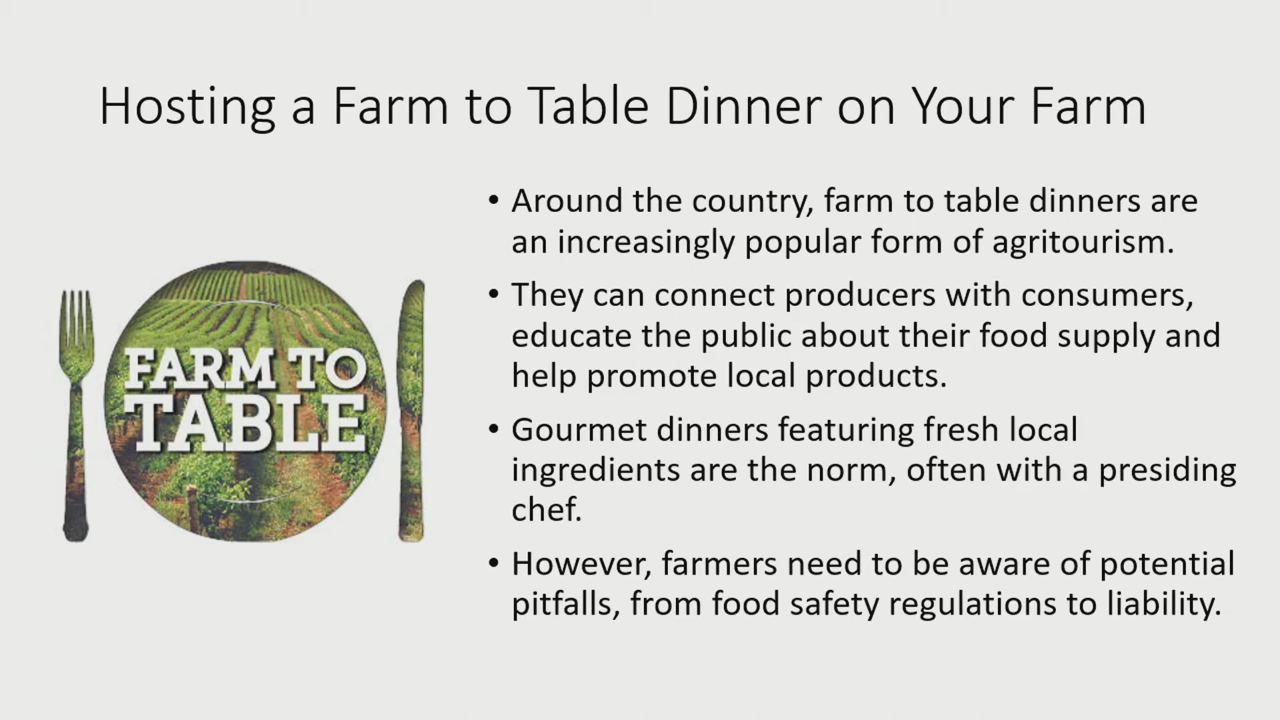 Hosting a Farm to Table Dinner on Your Farm
FARM TO
TABLE
• Around the country, farm to table dinners are
an increasingly popular form of agritourism.
• They can connect producers with consumers,
educate the public about their food supply and
help promote local products.
• Gourmet dinners featuring fresh local
ingredients are the norm, often with a presiding
chef.
• However, farmers need to be aware of potential
pitfalls, from food safety regulations to liability.